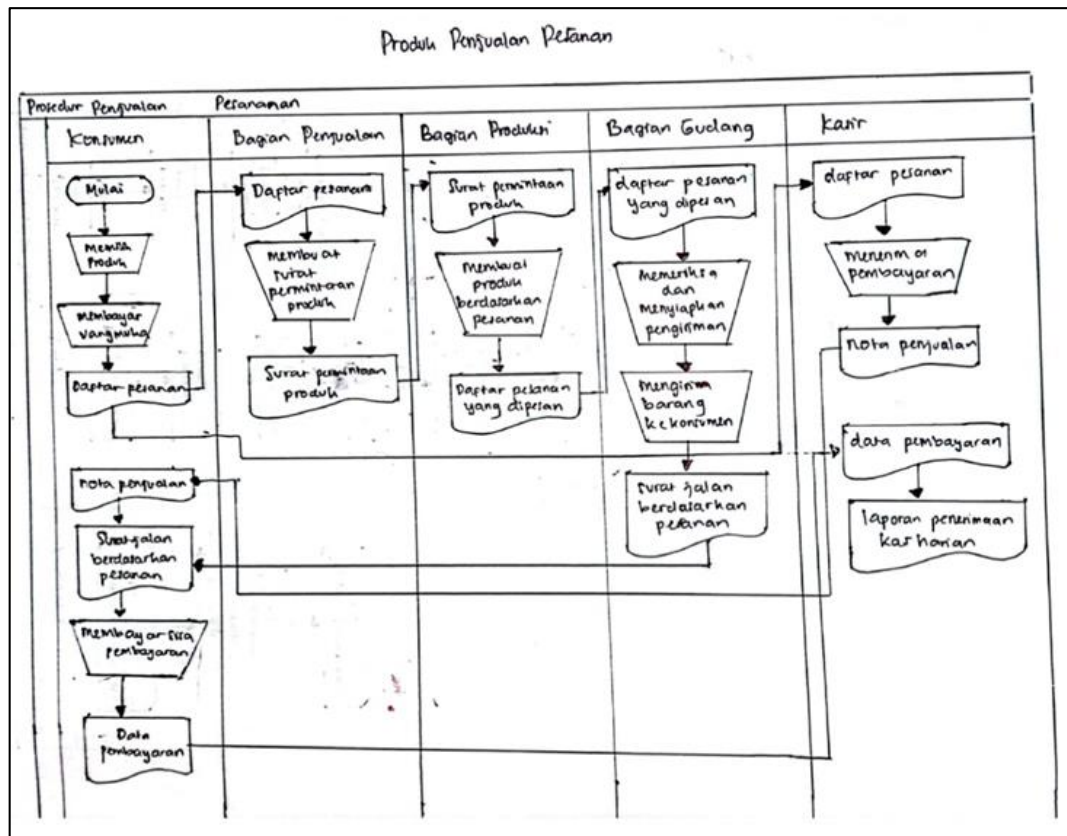 Produk Penjualan Pesanan
Prosedur Penjualan Pesananan
Konsumen
Bagian Penjualan
Bagian Produksi
Bagian Gudang
Kasir
Mulai
Memilih
Produk
Membayar
uang muka
Daftar pesanan
nota penjualan
Surat jalan
berdasarkan
pesanan
Membayar sisa
pembayaran
Data
pembayaran
Daftar pesanan
membuat
surat
permintaan
produk
Surat permintaan
produk
Surat permintaan
produk
Membuat
produk
berdasarkan
pesanan
Daftar pesanan
yang dipesan
daftar pesanan
yang dipesan
Memeriksa
dan
Menyiapkan
pengiriman
Mengirim
barang
ke konsumen
Surat jalan
berdasarkan
pesanan
daftar pesanan
menerima
pembayaran
nota penjualan
data pembayaran
laporan penerimaan
kas harian